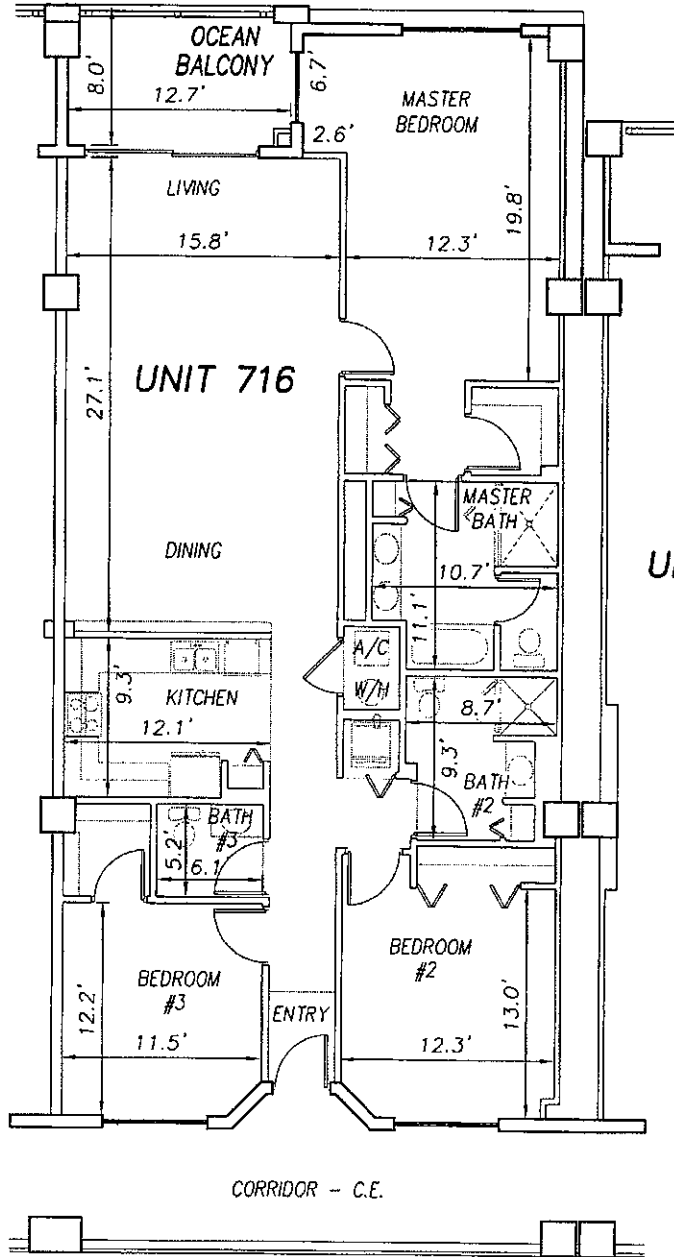 OCEAN
BALCONY
8.0'
12.7'
6.7'
2.6'
MASTER
BEDROOM
LIVING
15.8'
12.3'
19.8'
27.1'
UNIT 716
DINING
MASTER
BATH
10.7'
11.1'
A/C
W/H
KITCHEN
9.3'
12.1'
8.7'
9.3'
BATH
#2
BATH
#3
5.2'
6.1
BEDROOM
#3
12.2'
11.5'
ENTRY
BEDROOM
#2
13.0'
12.3'
CORRIDOR - C.E.